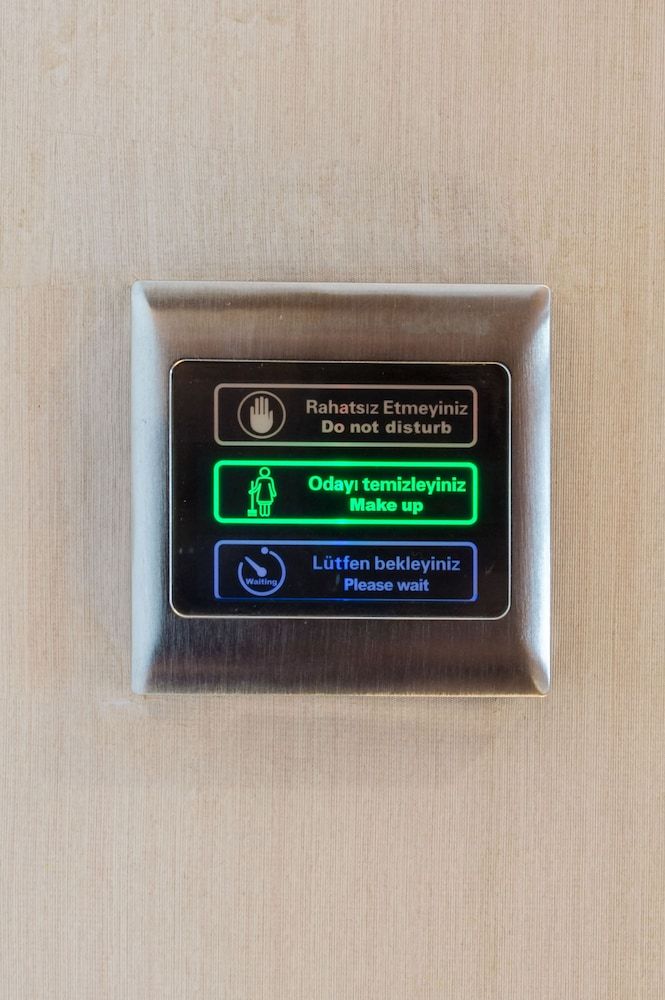 Rahatsız Etmeyiniz
Do not disturb
Odayı temizleyiniz
Make up
Waiting
Lütfen bekleyiniz
Please wait